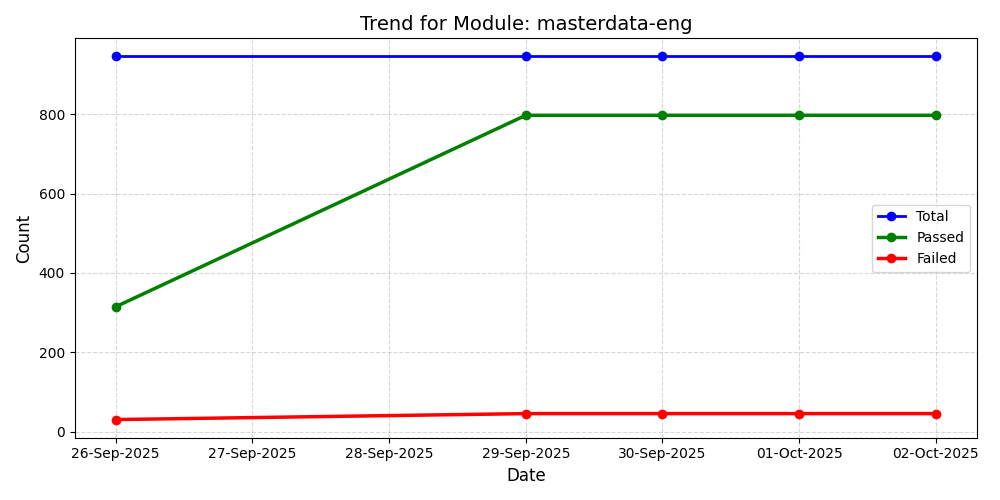 Trend for Module: masterdata-eng
Count
800
600
400
200
0
Total
Passed
Failed
26-Sep-2025 27-Sep-2025 28-Sep-2025 29-Sep-2025 30-Sep-2025 01-Oct-2025 02-Oct-2025
Date